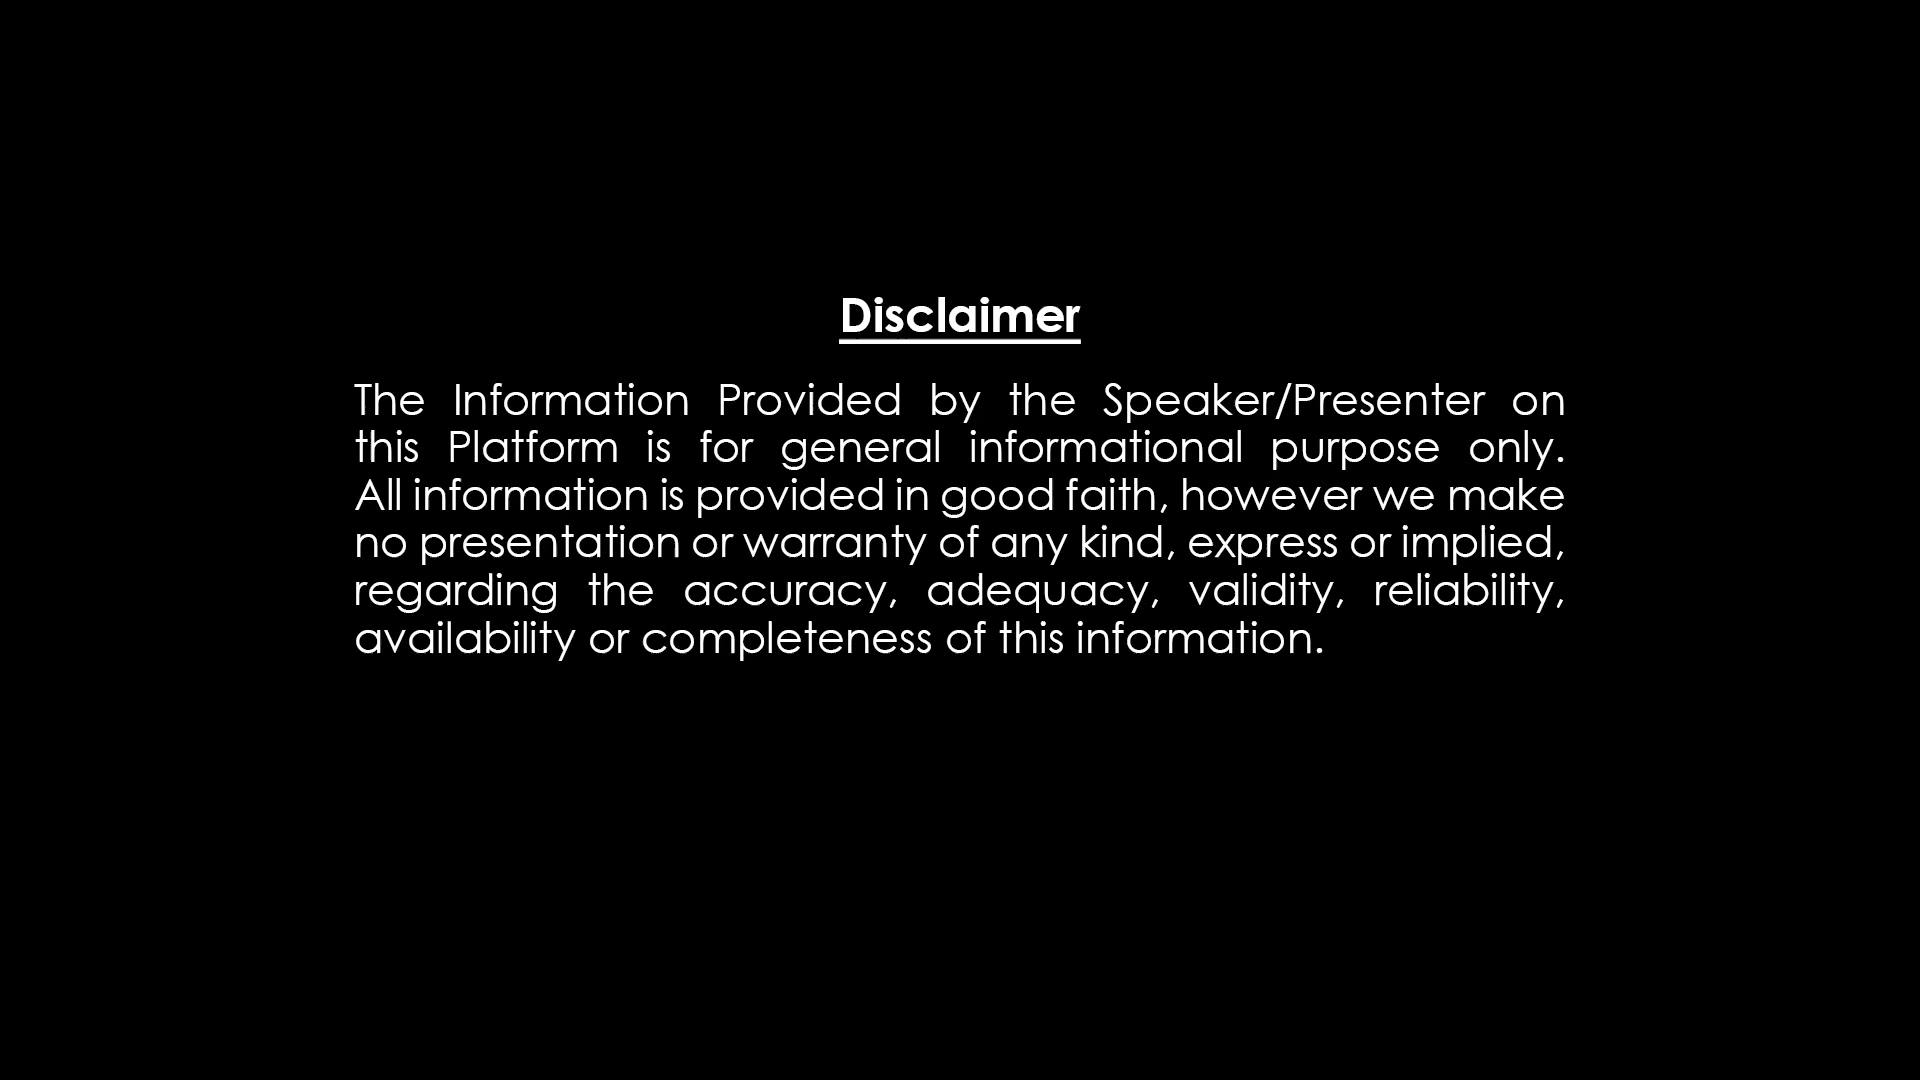 Disclaimer
The Information Provided by the Speaker/Presenter on
this Platform is for general informational purpose only.
All information is provided in good faith, however we make
no presentation or warranty of any kind, express or implied,
regarding the accuracy, adequacy, validity, reliability,
availability or completeness of this information.